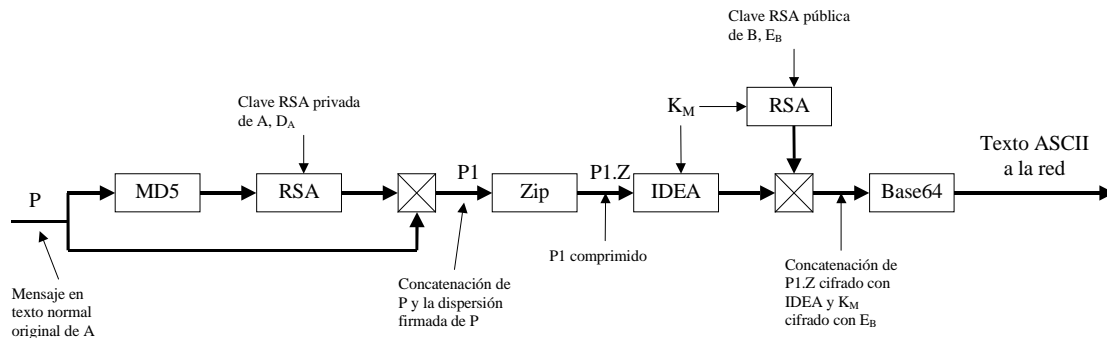 Clave RSA pública
de B, E_B
Clave RSA privada
de A, D_A
K_M
RSA
Texto ASCII
a la red
P
MD5
RSA
P1
Zip
P1.Z
IDEA
Base64
P1 comprimido
Mensaje en
texto normal
original de A
Concatenación de
P y la dispersión
firmada de P
Concatenación de
P1.Z cifrado con
IDEA y K_M
cifrado con E_B